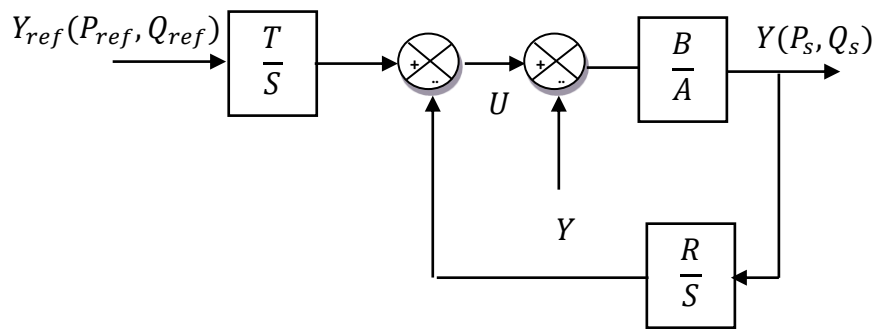 Y_ref(P_ref, Q_ref)
T
S
+
--
U
+
--
B
A
Y(P_s, Q_s)
Y
R
S